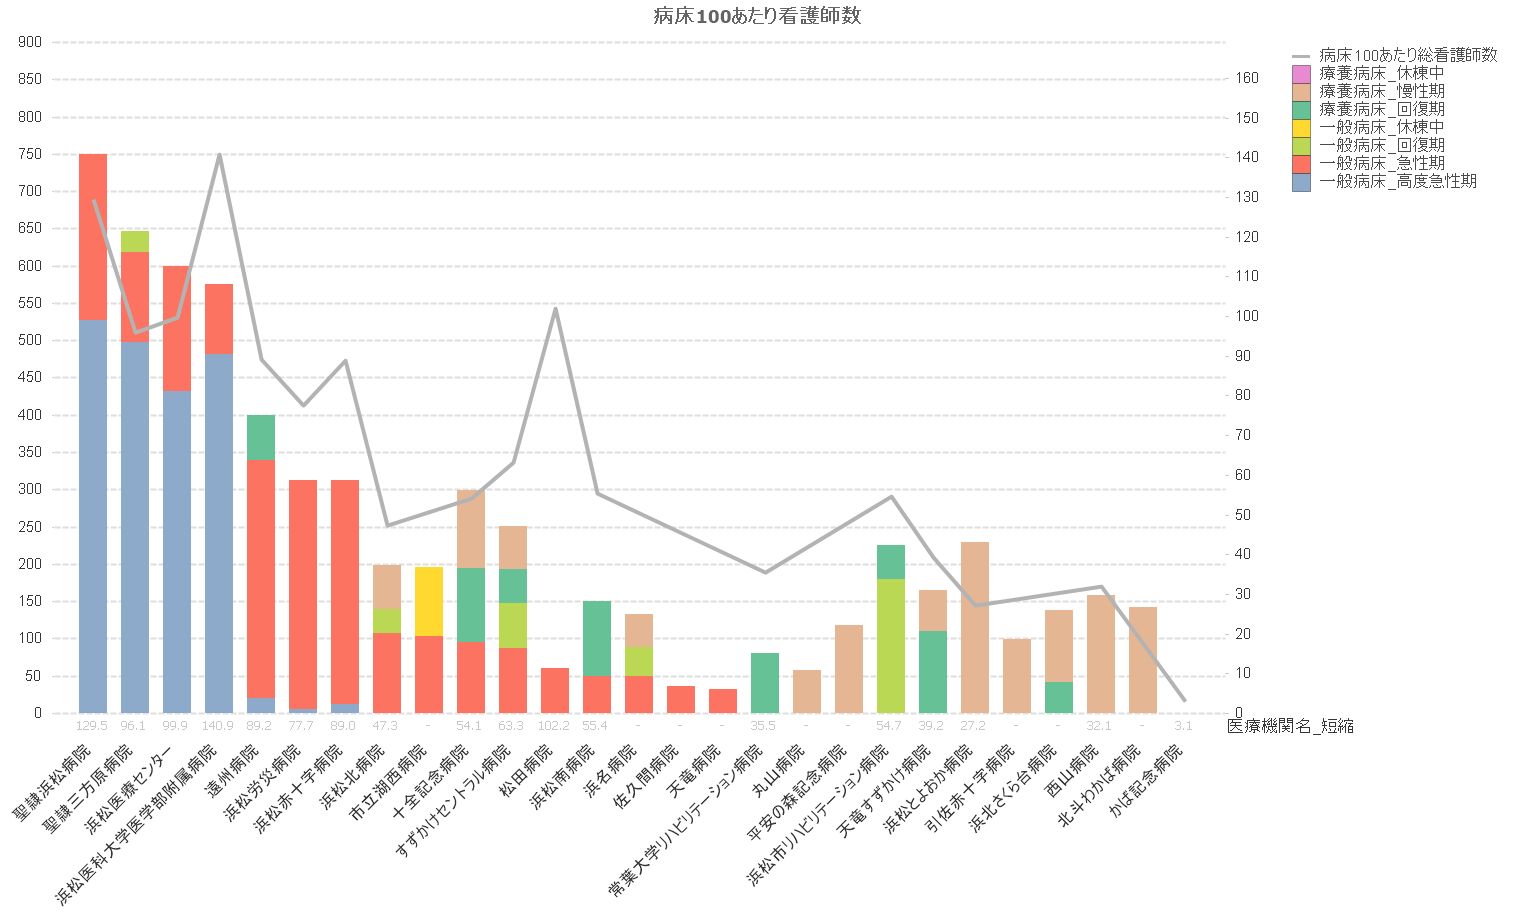 病床100あたり看護師数
900
850
800
750
700
650
600
550
500
450
400
350
300
250
200
150
100
50
0
160
150
140
130
120
110
100
90
80
70
60
50
40
30
20
10
0
病床100あたり総看護師数
療養病床_休棟中
療養病床_慢性期
療養病床_回復期
一般病床_休棟中
一般病床_回復期
一般病床_急性期
一般病床_高度急性期
129.5 96.1 99.9 140.9 89.2 77.7 89.0 47.3 - 54.1 63.3 102.2 55.4 - - - 35.5 - - 54.7 39.2 27.2 - - 32.1 - 3.1
医療機関名_短縮
聖隷浜松病院
聖隷三方原病院
浜松医療センター
浜松医科大学医学部附属病院
遠州病院
浜松労災病院
浜松赤十字病院
浜松北病院
市立湖西病院
十全記念病院
すずかけセントラル病院
松田病院
浜松南病院
浜名病院
佐久間病院
天竜病院
常葉大学リハビリテーション病院
丸山病院
平安の森記念病院
浜松市リハビリテーション病院
天竜すずかけ病院
浜松とよおか病院
引佐赤十字病院
浜北さくら台病院
西山病院
北斗わかば病院
かば記念病院